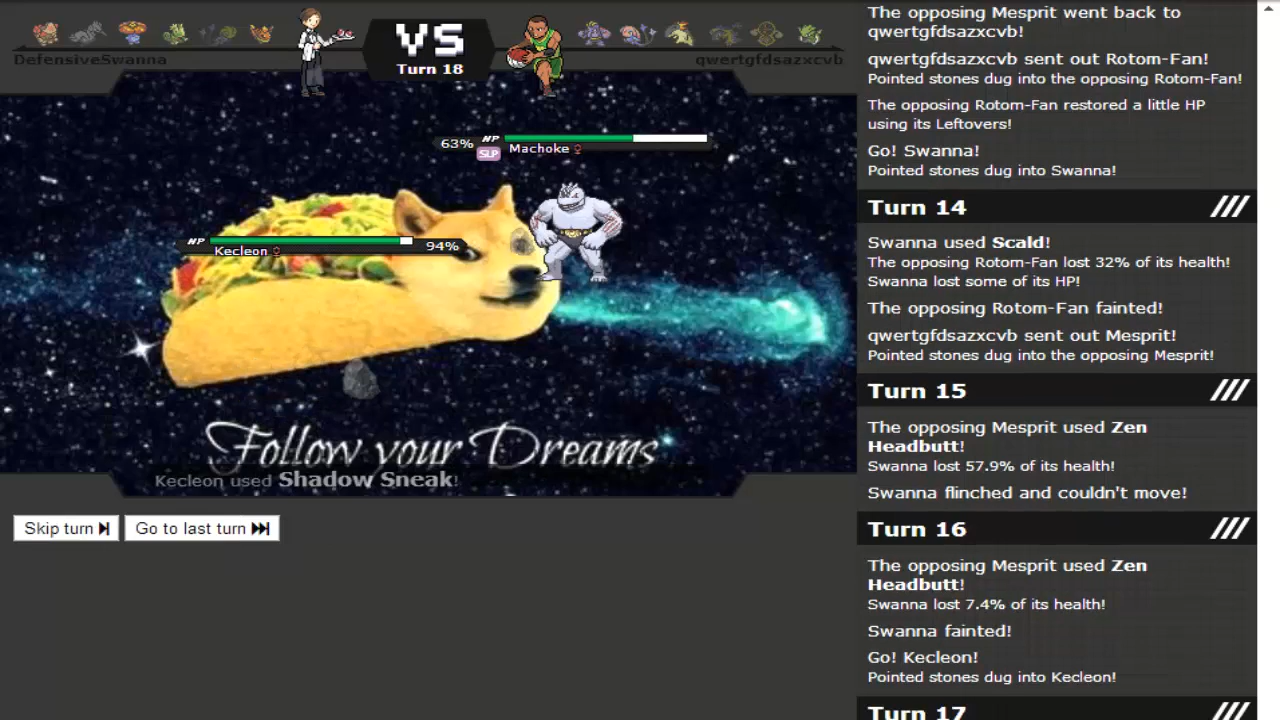 VS
Turn 18
DefensiveSwanna
qwertgfdsazxcvb
63%
HP
SLP
Machoke ♀
HP
94%
Kecleon ♀
Follow your Dreams
Kecleon used Shadow Sneak!
Skip turn
Go to last turn
The opposing Mesprit went back to
qwertgfdsazxcvb!
qwertgfdsazxcvb sent out Rotom-Fan!
Pointed stones dug into the opposing Rotom-Fan!
The opposing Rotom-Fan restored a little HP
using its Leftovers!
Go! Swanna!
Pointed stones dug into Swanna!
Turn 14
Swanna used Scald!
The opposing Rotom-Fan lost 32% of its health!
Swanna lost some of its HP!
The opposing Rotom-Fan fainted!
qwertgfdsazxcvb sent out Mesprit!
Pointed stones dug into the opposing Mesprit!
Turn 15
The opposing Mesprit used Zen
Headbutt!
Swanna lost 57.9% of its health!
Swanna flinched and couldn't move!
Turn 16
The opposing Mesprit used Zen
Headbutt!
Swanna lost 7.4% of its health!
Swanna fainted!
Go! Kecleon!
Pointed stones dug into Kecleon!
Turn 17